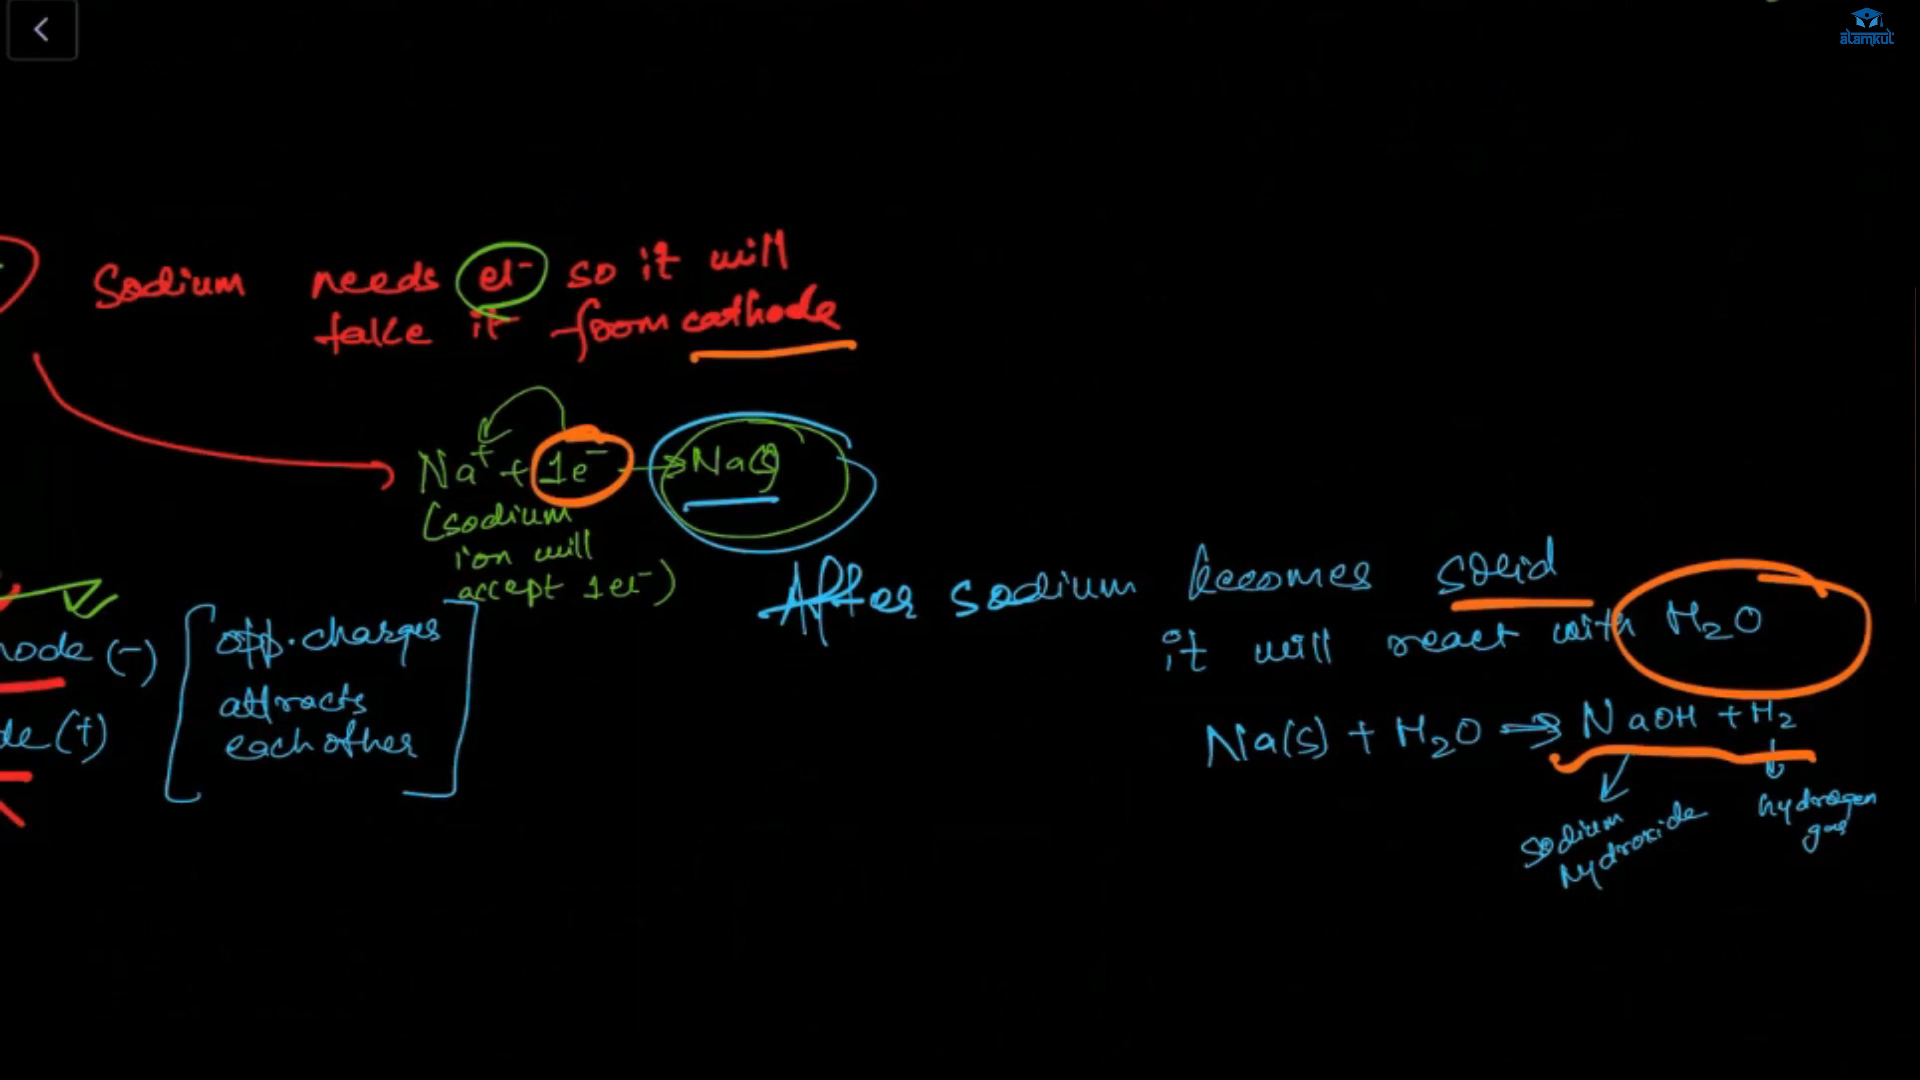 alamkul
Sodium needs el⁻ so it will
take it from cathode
Na⁺ + 1e⁻ → Na(s)
(sodium
ion will
accept 1el⁻)
After sodium becomes solid
it will react with H₂O
Na(s) + H₂O → NaOH + H₂
sodium
hydroxide
hydrogen
gas
node (-)
de (+)
opp. charges
attracts
each other